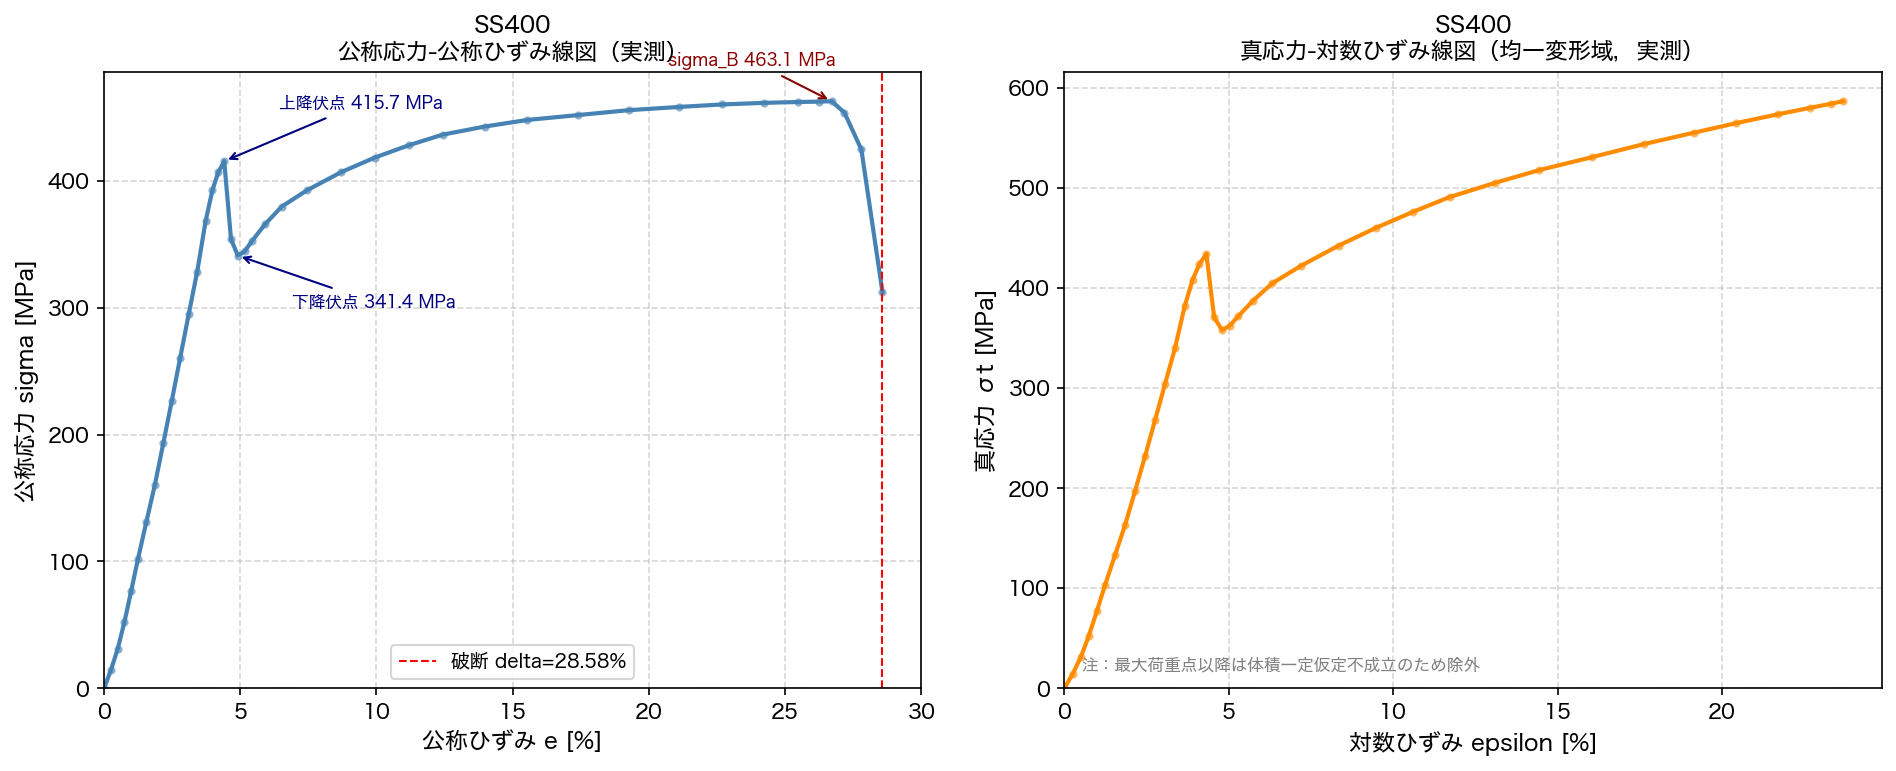 SS400
公称応力-公称ひずみ線図（実測）
sigma_B 463.1 MPa
上降伏点 415.7 MPa
下降伏点 341.4 MPa
公称応力 sigma [MPa]
400
300
200
100
0
破断 delta=28.58%
0 5 10 15 20 25 30
公称ひずみ e [%]
SS400
真応力-対数ひずみ線図（均一変形域，実測）
真応力 σt [MPa]
600
500
400
300
200
100
0
注：最大荷重点以降は体積一定仮定不成立のため除外
0 5 10 15 20
対数ひずみ epsilon [%]